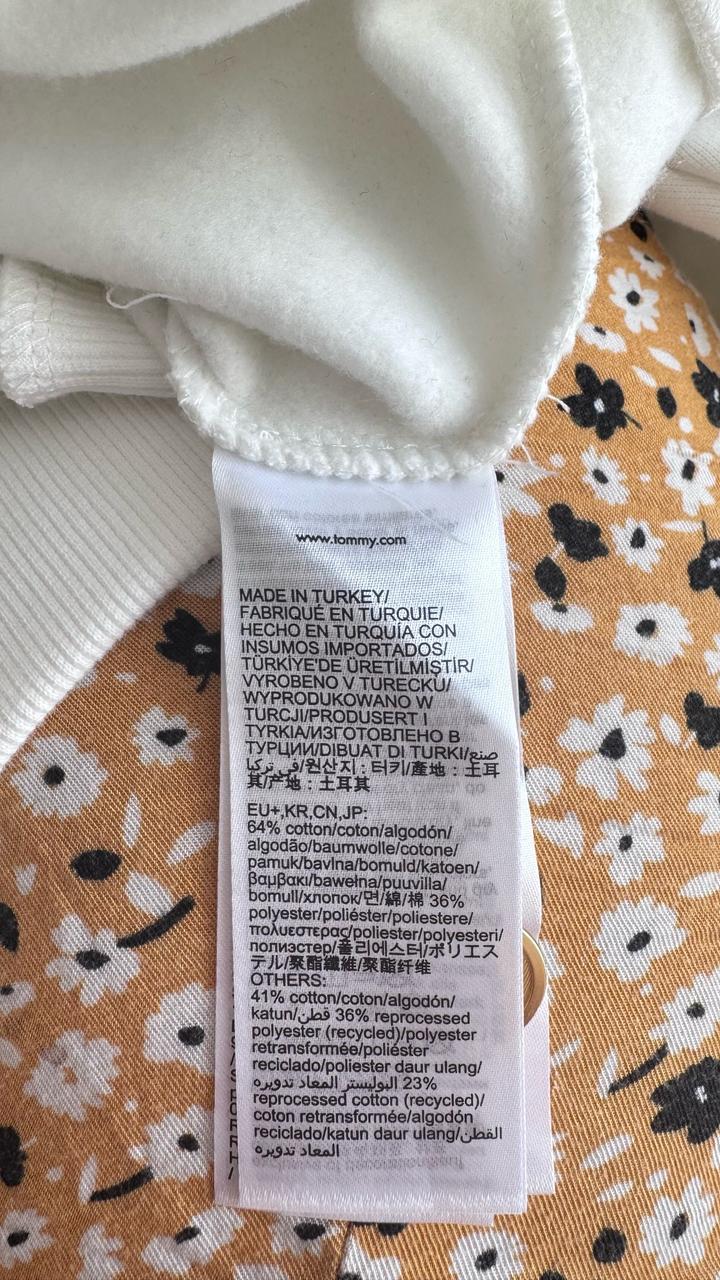 www.tommy.com
MADE IN TURKEY/
FABRIQUÉ EN TURQUIE/
HECHO EN TURQUÍA CON
INSUMOS IMPORTADOS/
TÜRKİYE'DE ÜRETİLMİŞTİR/
VYROBENO V TURECKU/
WYPRODUKOWANO W
TURCJI/PRODUSERT I
TYRKIA/ИЗГОТОВЛЕНО В
ТУРЦИИ/DIBUAT DI TURKI/صنع
في تركيا/원산지 : 터키/產地 : 土耳
其/产地 : 土耳其
EU+,KR,CN,JP:
64% cotton/coton/algodón/
algodão/baumwolle/cotone/
pamuk/bavlna/bomuld/katoen/
βαμβακι/bawełna/puuvilla/
bomull/хлопок/면/綿/棉 36%
polyester/poliéster/poliestere/
πολυεστερας/poliester/polyesteri/
полиэстер/폴리에스터/ポリエス
テル/聚酯纖維/聚酯纤维
OTHERS:
41% cotton/coton/algodón/
katun/قطن 36% reprocessed
polyester (recycled)/polyester
retransformée/poliéster
reciclado/poliester daur ulang/
البوليستر المعاد تدويره 23%
reprocessed cotton (recycled)/
coton retransformée/algodón
reciclado/katun daur ulang/القطن
المعاد تدويره